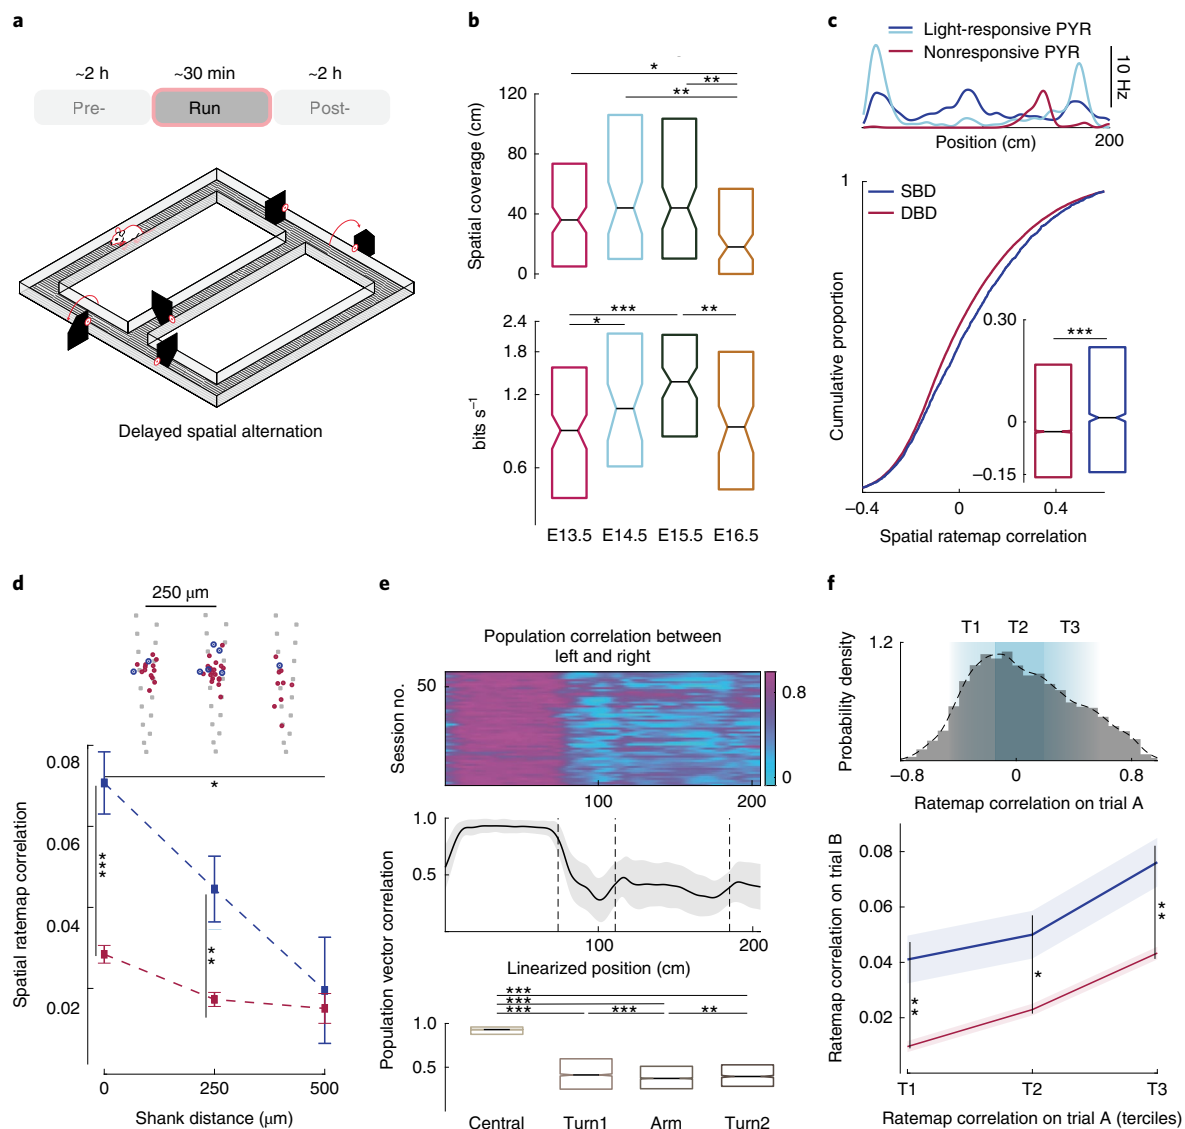 a
~2 h
~30 min
~2 h
Pre-
Run
Post-
Delayed spatial alternation
b
*
**
**
Spatial coverage (cm)
120
80
40
0
***
*
**
bits s⁻¹
2.4
1.8
1.2
0.6
E13.5
E14.5
E15.5
E16.5
c
Light-responsive PYR
Nonresponsive PYR
10 Hz
Position (cm)
200
1
SBD
DBD
Cumulative proportion
0.30
***
0
−0.15
−0.4
0
0.4
Spatial ratemap correlation
d
250 µm
0.08
0.06
0.04
0.02
*
***
**
Spatial ratemap correlation
0
250
500
Shank distance (µm)
e
Population correlation between
left and right
Session no.
50
0.8
0
100
200
Population vector correlation
1.0
0.5
100
200
Linearized position (cm)
***
***
***
***
**
1.0
0.5
Central
Turn1
Arm
Turn2
f
T1
T2
T3
Probability density
1.2
0
−0.8
0
0.8
Ratemap correlation on trial A
Ratemap correlation on trial B
0.08
0.06
0.04
0.02
**
*
**
T1
T2
T3
Ratemap correlation on trial A (terciles)